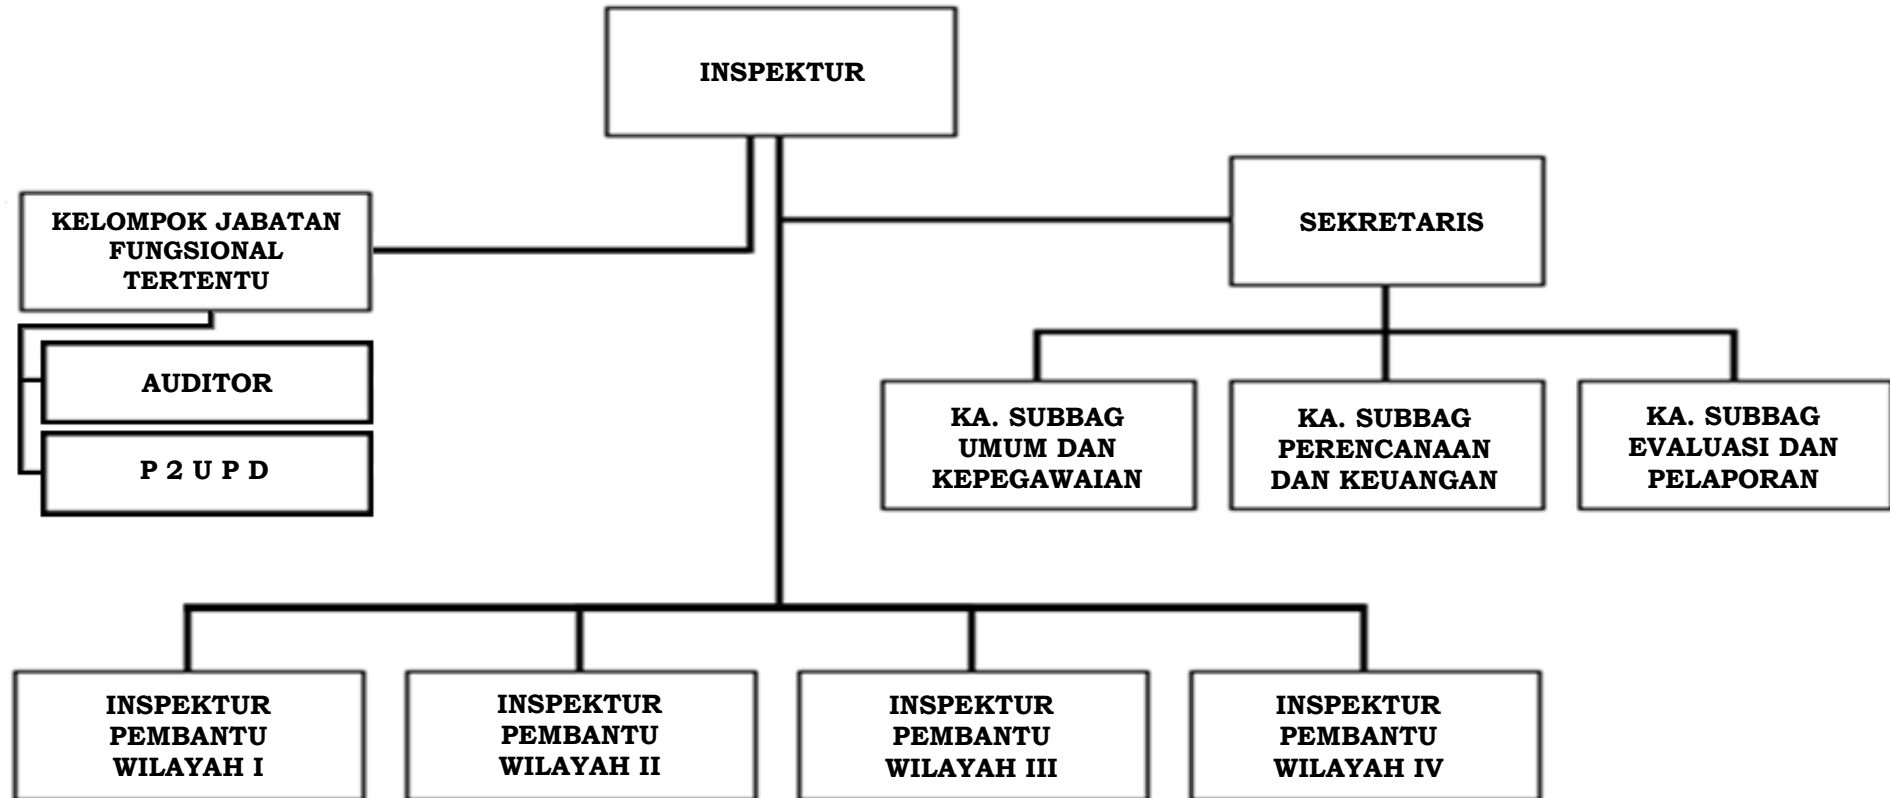 INSPEKTUR
SEKRETARIS
KELOMPOK JABATAN
FUNGSIONAL
TERTENTU
AUDITOR
P 2 U P D
KA. SUBBAG
UMUM DAN
KEPEGAWAIAN
KA. SUBBAG
PERENCANAAN
DAN KEUANGAN
KA. SUBBAG
EVALUASI DAN
PELAPORAN
INSPEKTUR
PEMBANTU
WILAYAH I
INSPEKTUR
PEMBANTU
WILAYAH II
INSPEKTUR
PEMBANTU
WILAYAH III
INSPEKTUR
PEMBANTU
WILAYAH IV